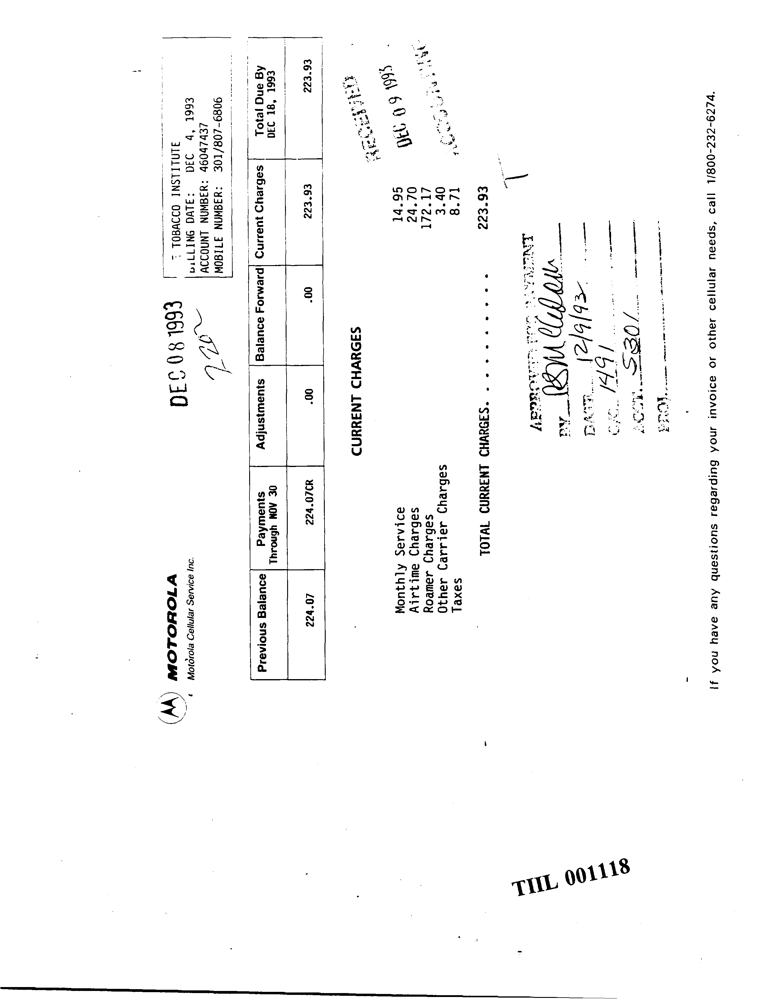 MOTOROLA
Motorola Cellular Service Inc.
DEC 08 1993
TOBACCO INSTITUTE
BILLING DATE: DEC 4, 1993
ACCOUNT NUMBER: 46047437
MOBILE NUMBER: 301/807-6806
Previous Balance Payments Through NOV 30 Adjustments Balance Forward Current Charges Total Due By DEC 18, 1993
224.07 224.07CR .00 .00 223.93 223.93
CURRENT CHARGES
RECEIVED
DEC 09 1993
ACCOUNTING
Monthly Service 14.95
Airtime Charges 24.70
Roamer Charges 172.17
Other Carrier Charges 3.40
Taxes 8.71
TOTAL CURRENT CHARGES. . . . . . . . . . . 223.93
APPROVED FOR PAYMENT
BY
DATE 12/9/93
C/C 1491
ACCT. 5301
PROJ.
If you have any questions regarding your invoice or other cellular needs, call 1/800-232-6274.
TIIL 001118